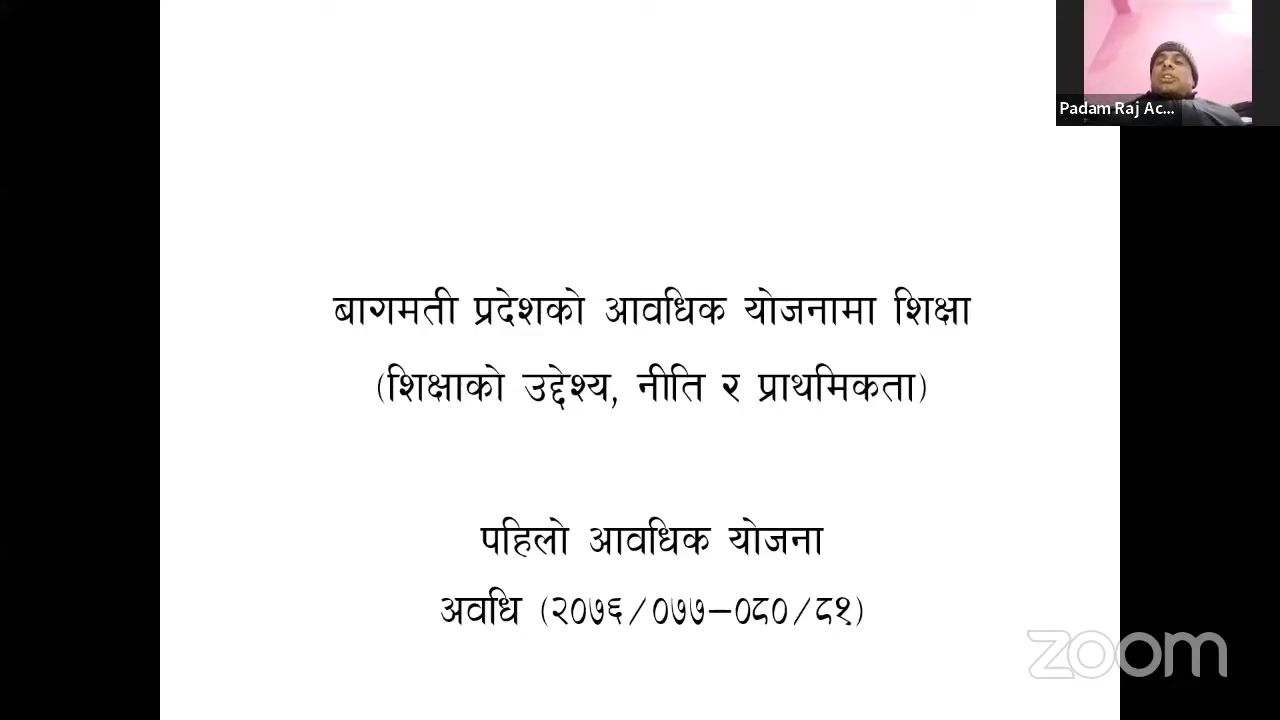 Padam Raj Ac...
बागमती प्रदेशको आवधिक योजनामा शिक्षा
(शिक्षाको उद्देश्य, नीति र प्राथमिकता)
पहिलो आवधिक योजना
अवधि (२०७६/०७७–०८०/८१)
zoom